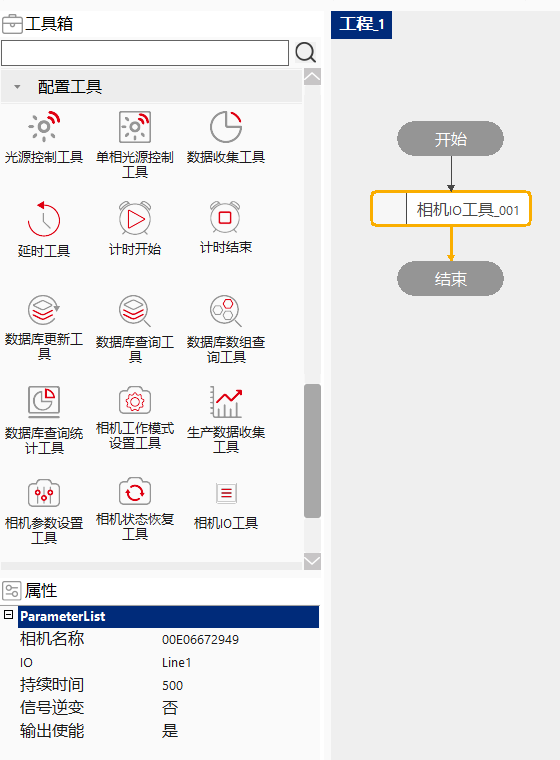 工具箱
配置工具
光源控制工具
单相光源控制
工具
数据收集工具
延时工具
计时开始
计时结束
数据库更新工
具
数据库查询工
具
数据库数组查
询工具
数据库查询统
计工具
相机工作模式
设置工具
生产数据收集
工具
相机参数设置
工具
相机状态恢复
工具
相机IO工具
属性
ParameterList
相机名称 00E06672949
IO Line1
持续时间 500
信号逆变 否
输出使能 是
工程_1
开始
相机IO工具_001
结束